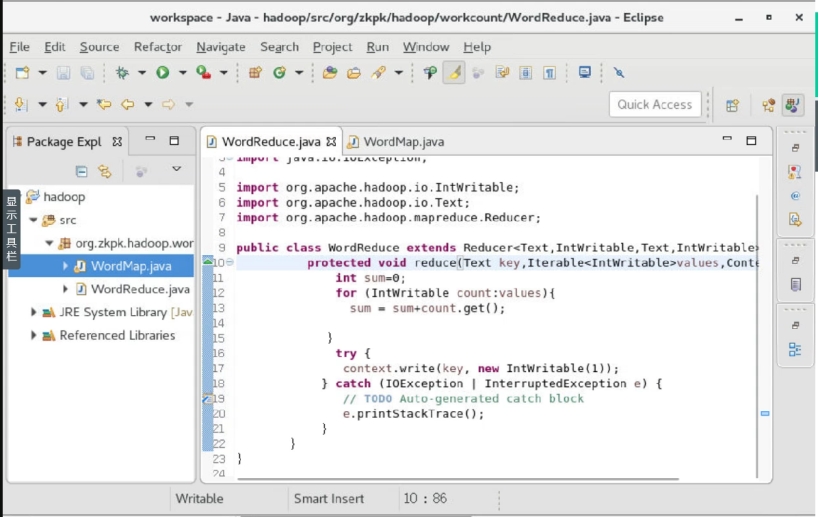 workspace - Java - hadoop/src/org/zkpk/hadoop/workcount/WordReduce.java - Eclipse
File Edit Source Refactor Navigate Search Project Run Window Help
Quick Access
Package Expl
WordReduce.java
WordMap.java
显示工具栏
hadoop
src
org.zkpk.hadoop.wor
WordMap.java
WordReduce.java
JRE System Library [Jav
Referenced Libraries
3 import java.io.IOException;
4
5 import org.apache.hadoop.io.IntWritable;
6 import org.apache.hadoop.io.Text;
7 import org.apache.hadoop.mapreduce.Reducer;
8
9 public class WordReduce extends Reducer<Text,IntWritable,Text,IntWritable>
10 protected void reduce(Text key,Iterable<IntWritable>values,Conte
11 int sum=0;
12 for (IntWritable count:values){
13 sum = sum+count.get();
14
15 }
16 try {
17 context.write(key, new IntWritable(1));
18 } catch (IOException | InterruptedException e) {
19 // TODO Auto-generated catch block
20 e.printStackTrace();
21 }
22 }
23 }
24
Writable
Smart Insert
10 : 86